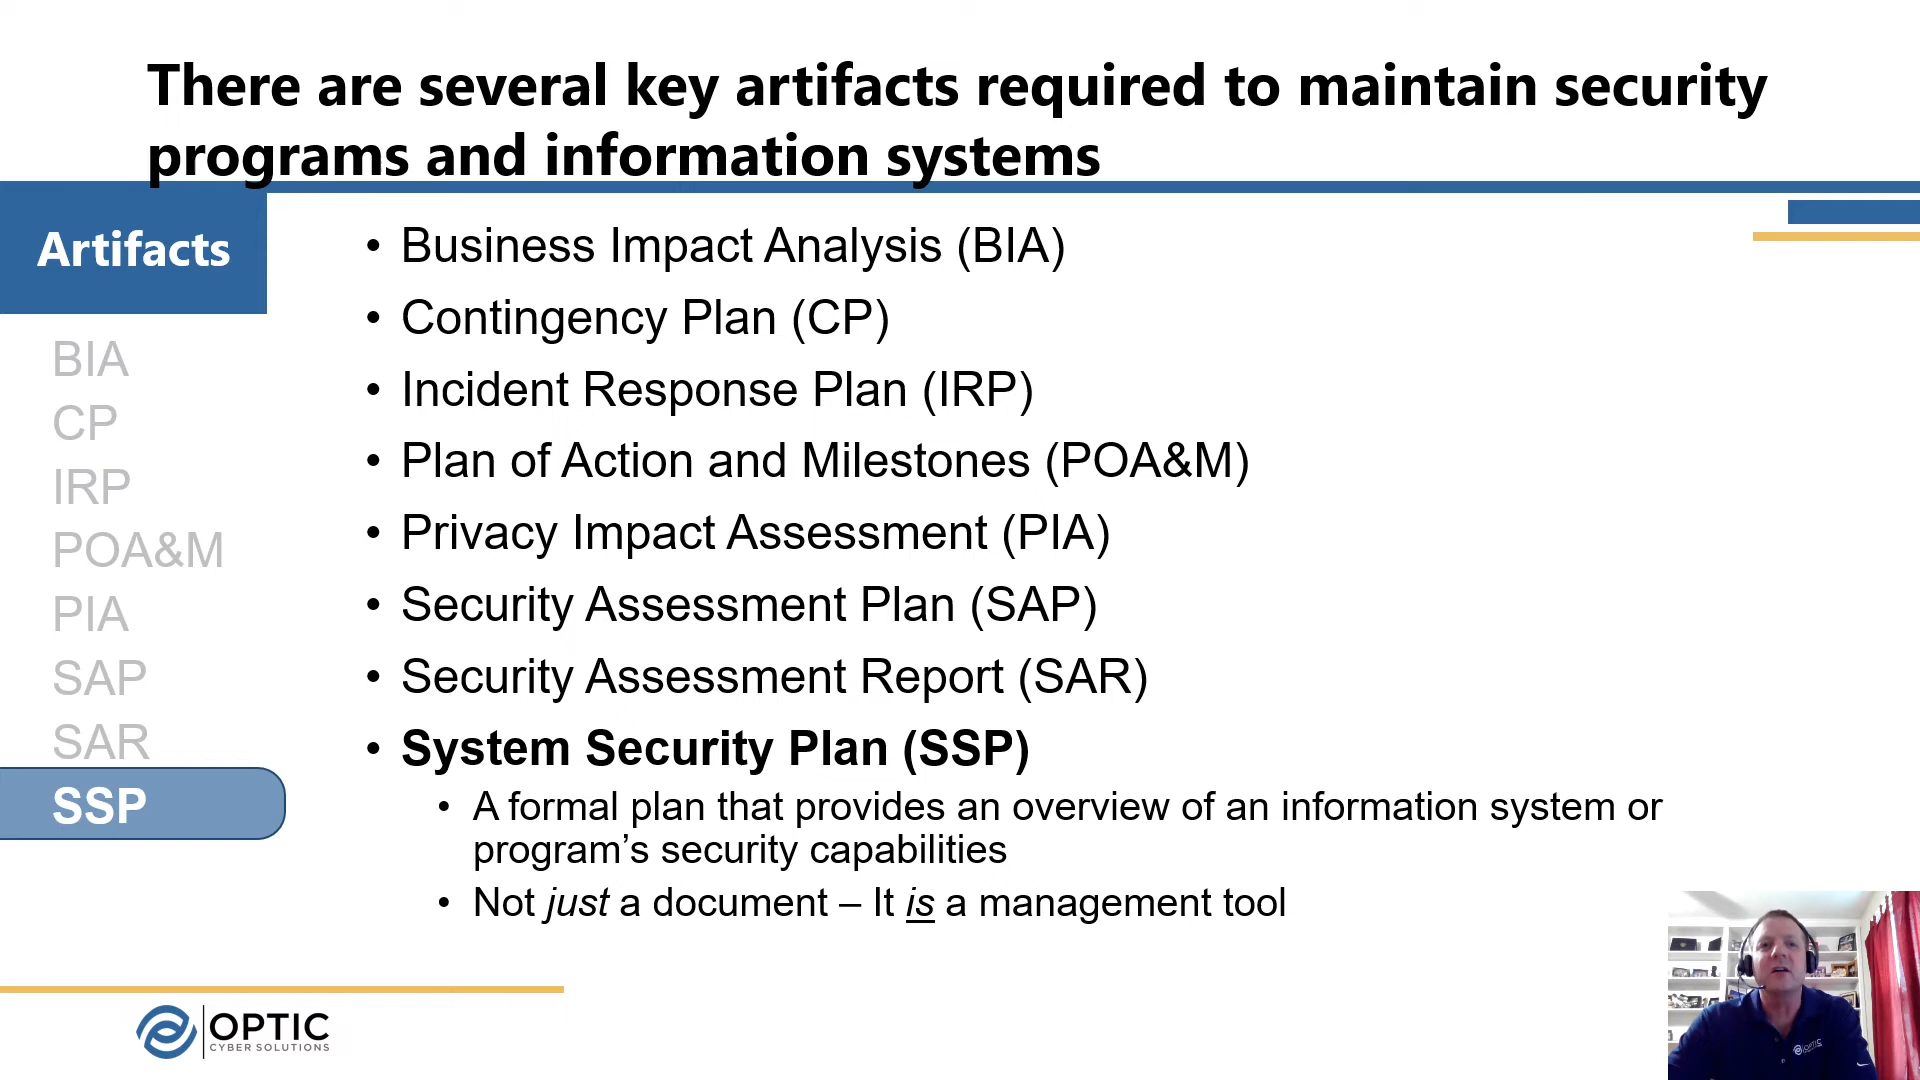 There are several key artifacts required to maintain security
programs and information systems
Artifacts
BIA
CP
IRP
POA&M
PIA
SAP
SAR
SSP
• Business Impact Analysis (BIA)
• Contingency Plan (CP)
• Incident Response Plan (IRP)
• Plan of Action and Milestones (POA&M)
• Privacy Impact Assessment (PIA)
• Security Assessment Plan (SAP)
• Security Assessment Report (SAR)
• System Security Plan (SSP)
• A formal plan that provides an overview of an information system or
program’s security capabilities
• Not just a document – It is a management tool
OPTIC
CYBER SOLUTIONS
OPTIC